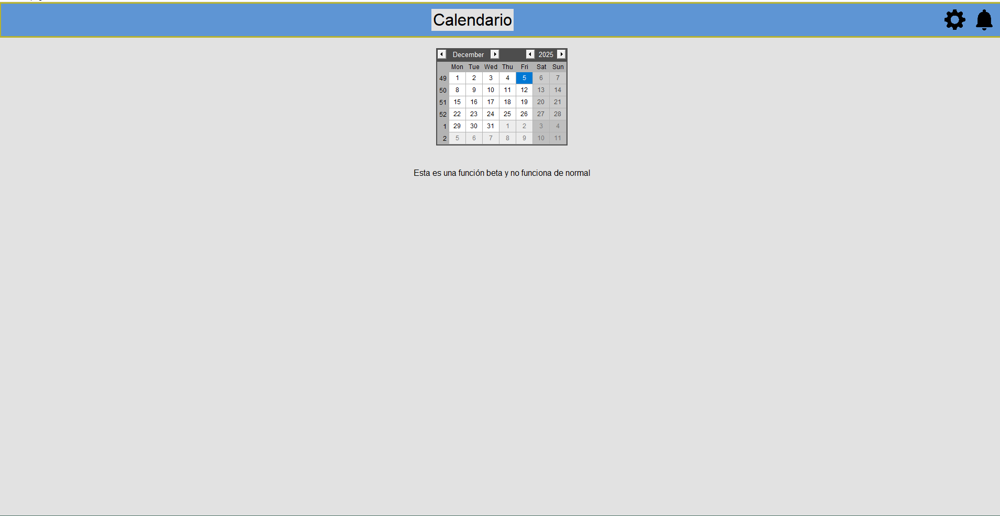 Calendario
December 2025
Mon Tue Wed Thu Fri Sat Sun
49 1 2 3 4 5 6 7
50 8 9 10 11 12 13 14
51 15 16 17 18 19 20 21
52 22 23 24 25 26 27 28
1 29 30 31 1 2 3 4
2 5 6 7 8 9 10 11
Esta es una función beta y no funciona de normal